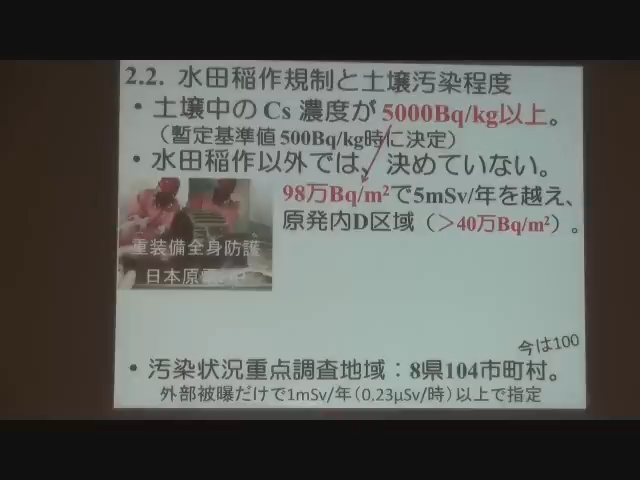 2.2. 水田稲作規制と土壌汚染程度
・土壌中のCs 濃度が 5000Bq/kg以上。
（暫定基準値500Bq/kg時に決定）
・水田稲作以外では、決めていない。
98万Bq/m²で5mSv/年を越え、
原発内D区域（＞40万Bq/m²）。
重装備全身防護
日本原
今は100
・汚染状況重点調査地域：8県104市町村。
外部被曝だけで1mSv/年（0.23μSv/時）以上で指定